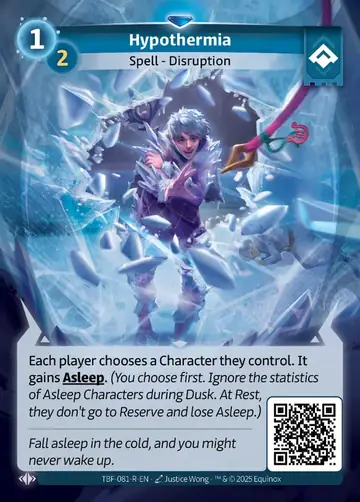 1
Hypothermia
2
Spell - Disruption
Each player chooses a Character they control. It
gains Asleep. (You choose first. Ignore the statistics
of Asleep Characters during Dusk. At Rest,
they don't go to Reserve and lose Asleep.)
Fall asleep in the cold, and you might
never wake up.
TBF-081-R-EN - Justice Wong - ™ & © 2025 Equinox